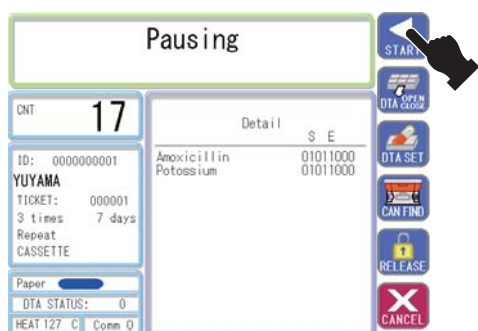 Pausing
START
CNT 17
DTA OPEN CLOSE
Detail
S E
Amoxicillin 01011000
Potossium 01011000
ID: 0000000001
YUYAMA
TICKET: 000001
3 times 7 days
Repeat
CASSETTE
DTA SET
CAN FIND
RELEASE
Paper
DTA STATUS: 0
HEAT 127 C Comm 0
CANCEL